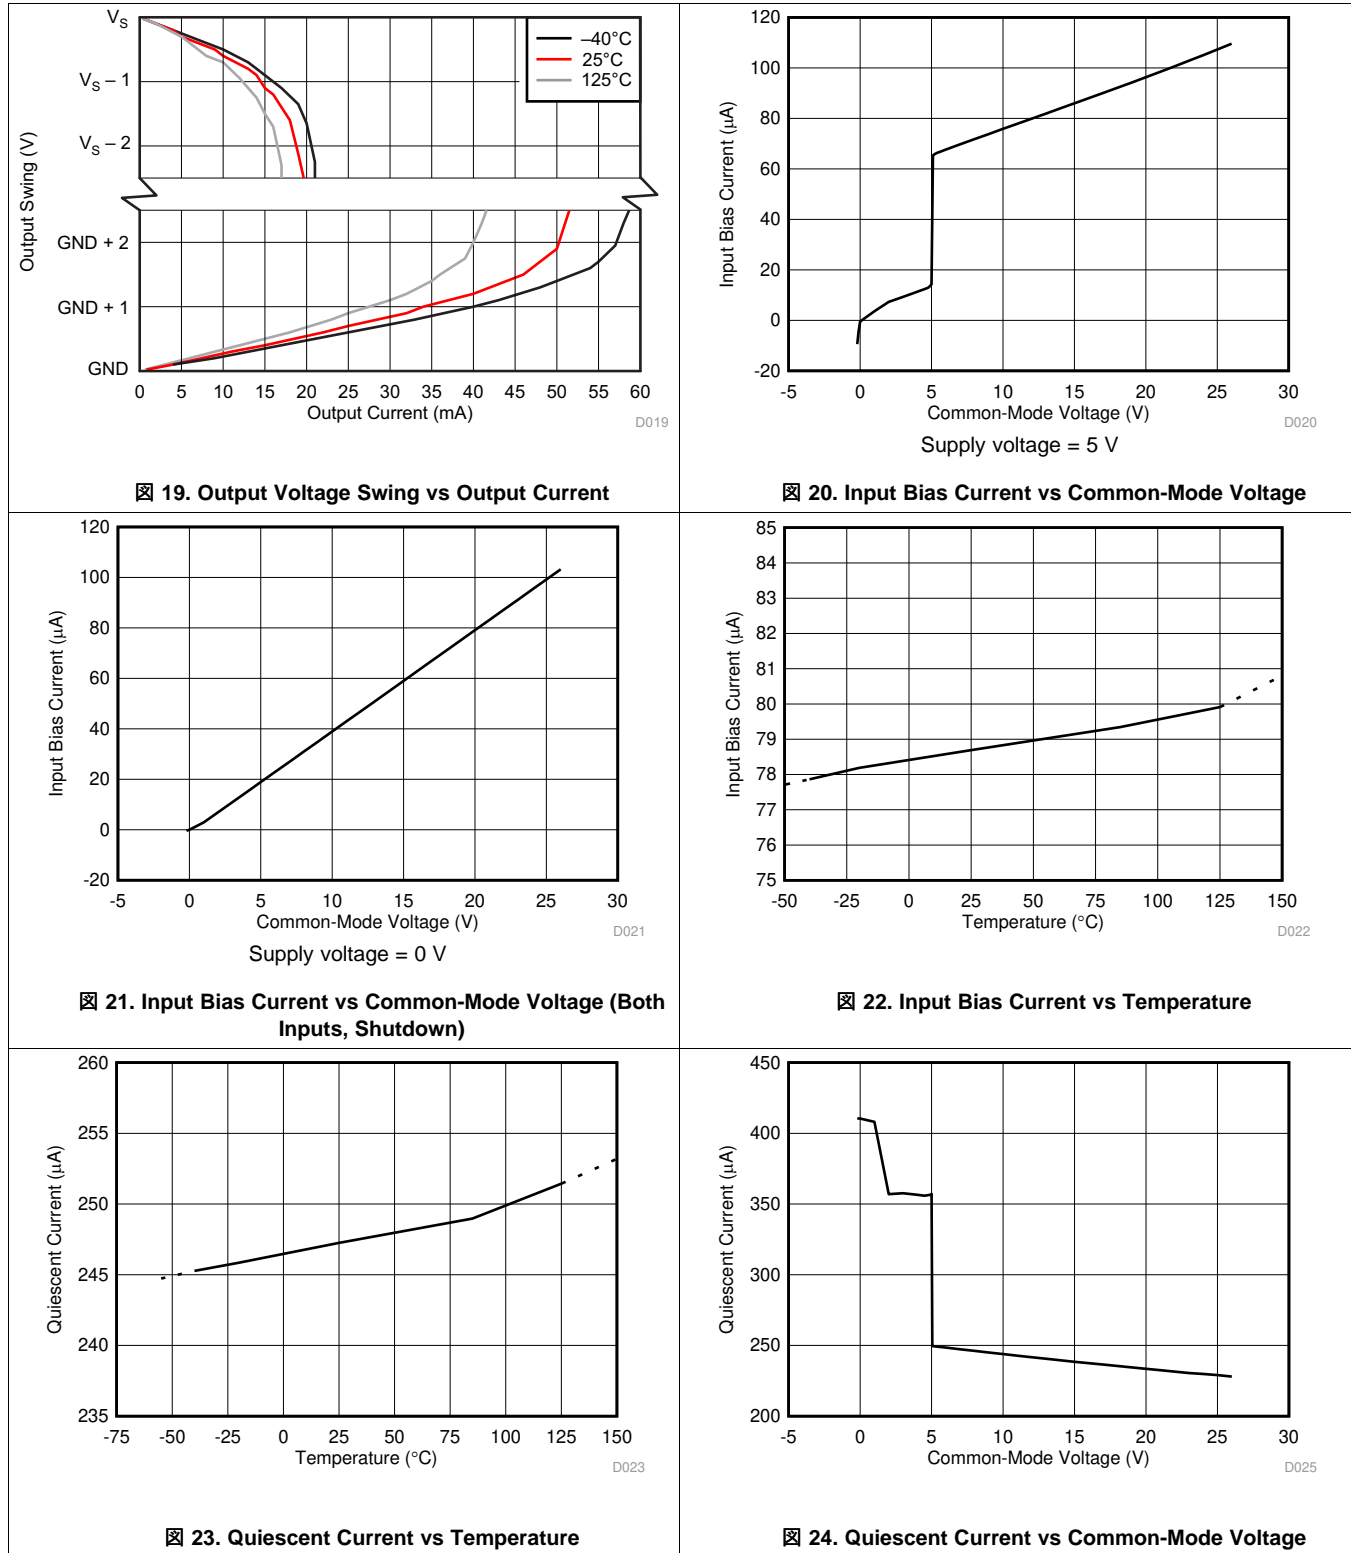 Output Swing (V)
V_S
V_S – 1
V_S – 2
GND + 2
GND + 1
GND
–40°C
25°C
125°C
0 5 10 15 20 25 30 35 40 45 50 55 60
Output Current (mA)
D019
図 19. Output Voltage Swing vs Output Current
Input Bias Current (μA)
120
100
80
60
40
20
0
-20
-5 0 5 10 15 20 25 30
Common-Mode Voltage (V)
D020
Supply voltage = 5 V
図 20. Input Bias Current vs Common-Mode Voltage
Input Bias Current (μA)
120
100
80
60
40
20
0
-20
-5 0 5 10 15 20 25 30
Common-Mode Voltage (V)
D021
Supply voltage = 0 V
図 21. Input Bias Current vs Common-Mode Voltage (Both
Inputs, Shutdown)
Input Bias Current (μA)
85
84
83
82
81
80
79
78
77
76
75
-50 -25 0 25 50 75 100 125 150
Temperature (°C)
D022
図 22. Input Bias Current vs Temperature
Quiescent Current (μA)
260
255
250
245
240
235
-75 -50 -25 0 25 50 75 100 125 150
Temperature (°C)
D023
図 23. Quiescent Current vs Temperature
Quiescent Current (μA)
450
400
350
300
250
200
-5 0 5 10 15 20 25 30
Common-Mode Voltage (V)
D025
図 24. Quiescent Current vs Common-Mode Voltage